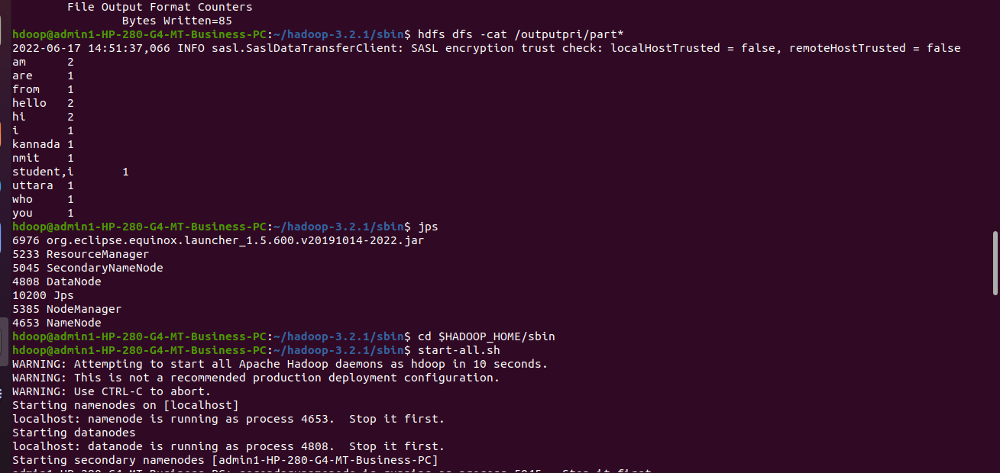 File Output Format Counters
Bytes Written=85
hdoop@admin1-HP-280-G4-MT-Business-PC:~/hadoop-3.2.1/sbin$ hdfs dfs -cat /outputpri/part*
2022-06-17 14:51:37,066 INFO sasl.SaslDataTransferClient: SASL encryption trust check: localHostTrusted = false, remoteHostTrusted = false
am 2
are 1
from 1
hello 2
hi 2
i 1
kannada 1
nmit 1
student,i 1
uttara 1
who 1
you 1
hdoop@admin1-HP-280-G4-MT-Business-PC:~/hadoop-3.2.1/sbin$ jps
6976 org.eclipse.equinox.launcher_1.5.600.v20191014-2022.jar
5233 ResourceManager
5045 SecondaryNameNode
4808 DataNode
10200 Jps
5385 NodeManager
4653 NameNode
hdoop@admin1-HP-280-G4-MT-Business-PC:~/hadoop-3.2.1/sbin$ cd $HADOOP_HOME/sbin
hdoop@admin1-HP-280-G4-MT-Business-PC:~/hadoop-3.2.1/sbin$ start-all.sh
WARNING: Attempting to start all Apache Hadoop daemons as hdoop in 10 seconds.
WARNING: This is not a recommended production deployment configuration.
WARNING: Use CTRL-C to abort.
Starting namenodes on [localhost]
localhost: namenode is running as process 4653.  Stop it first.
Starting datanodes
localhost: datanode is running as process 4808.  Stop it first.
Starting secondary namenodes [admin1-HP-280-G4-MT-Business-PC]